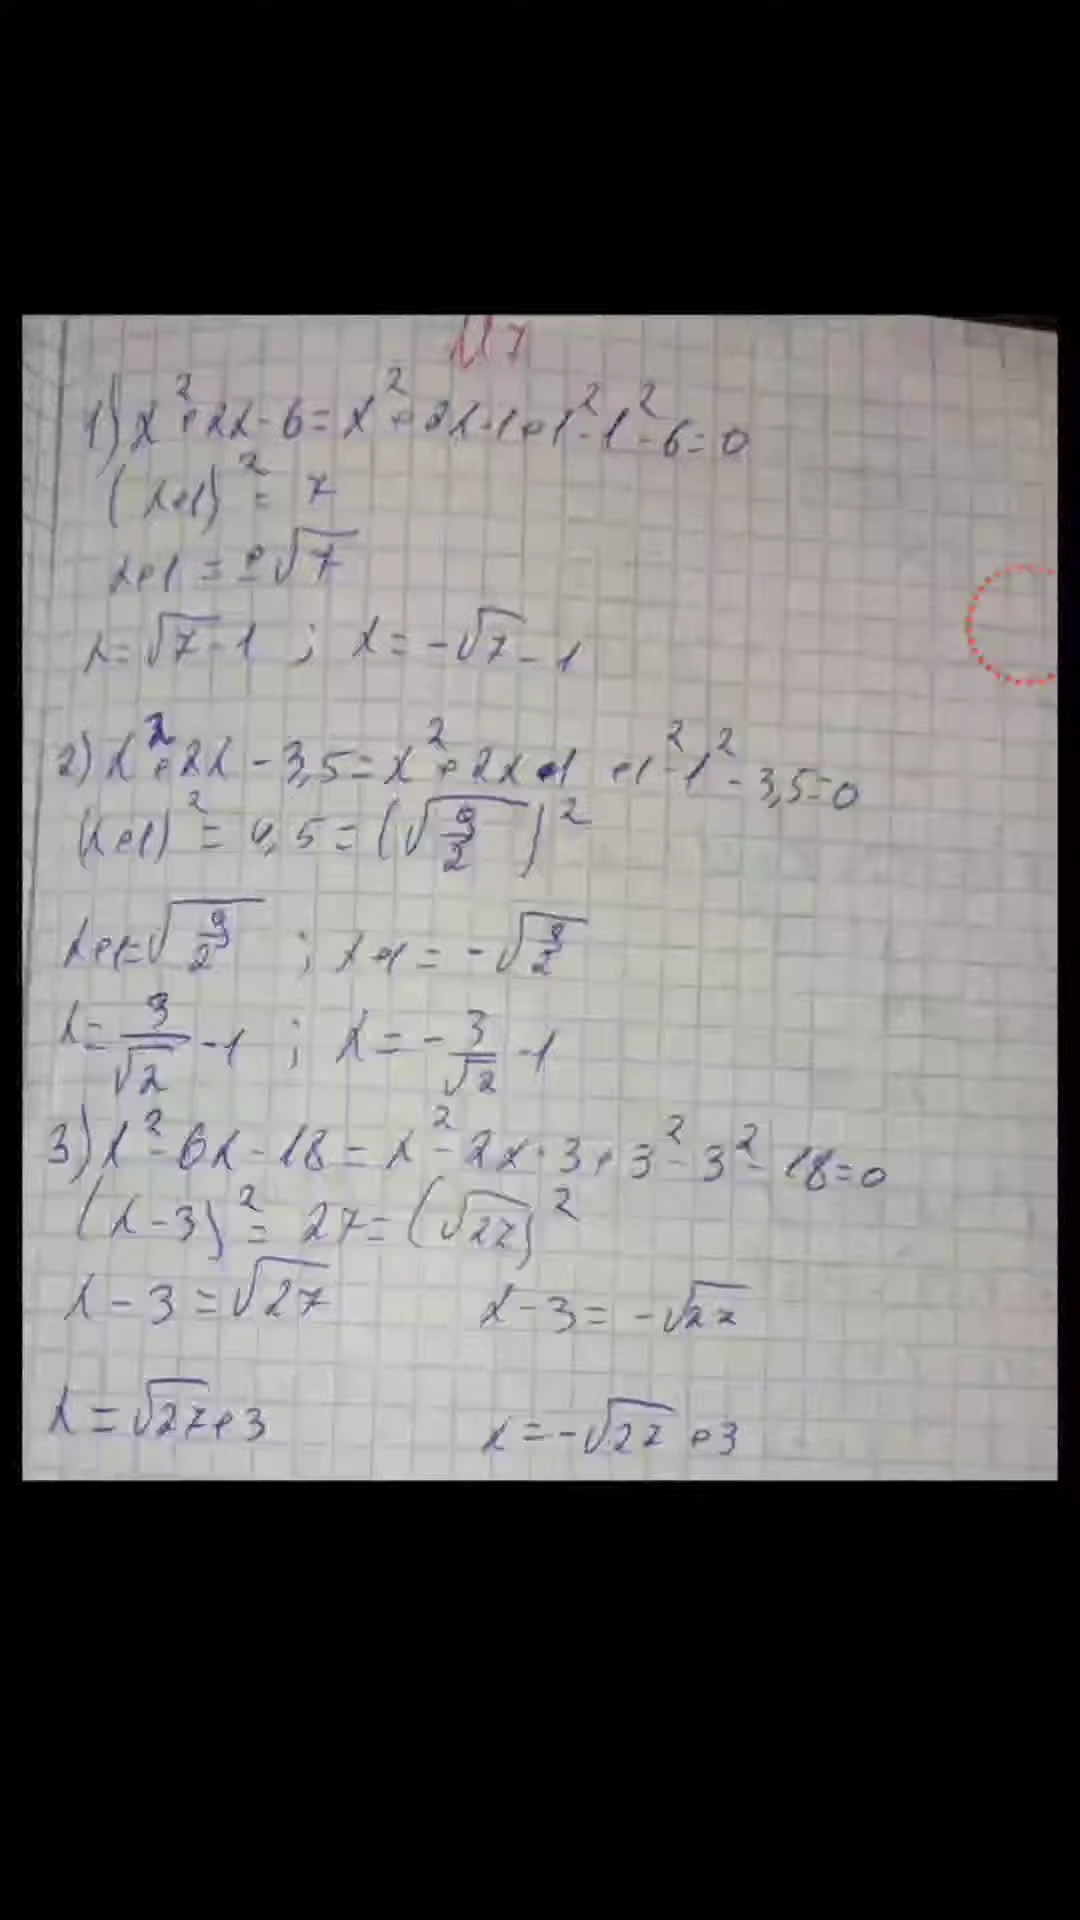 №7
1) x² + 2x - 6 = x² + 2x·1 + 1² - 1² - 6 = 0
(x+1)² = 7
x+1 = ±√7
x = √7 - 1 ; x = -√7 - 1
2) x² + 2x - 3,5 = x² + 2x·1 + 1² - 1² - 3,5 = 0
(x+1)² = 4,5 = (√(9/2))²
x+1 = √(9/2) ; x+1 = -√(9/2)
x = 3/√2 - 1 ; x = -3/√2 - 1
3) x² - 6x - 18 = x² - 2x·3 + 3² - 3² - 18 = 0
(x-3)² = 27 = (√27)²
x - 3 = √27 x - 3 = -√27
x = √27 + 3 x = -√27 + 3